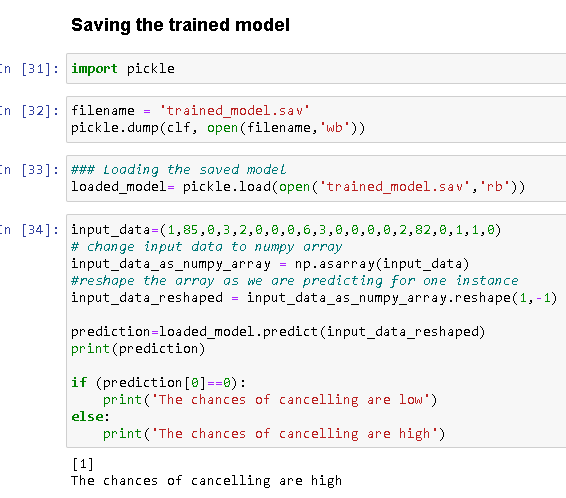 Saving the trained model
In [31]: import pickle
In [32]: filename = 'trained_model.sav'
pickle.dump(clf, open(filename,'wb'))
In [33]: ### Loading the saved model
loaded_model= pickle.load(open('trained_model.sav','rb'))
In [34]: input_data=(1,85,0,3,2,0,0,0,6,3,0,0,0,0,2,82,0,1,1,0)
# change input data to numpy array
input_data_as_numpy_array = np.asarray(input_data)
#reshape the array as we are predicting for one instance
input_data_reshaped = input_data_as_numpy_array.reshape(1,-1)
prediction=loaded_model.predict(input_data_reshaped)
print(prediction)
if (prediction[0]==0):
print('The chances of cancelling are low')
else:
print('The chances of cancelling are high')
[1]
The chances of cancelling are high